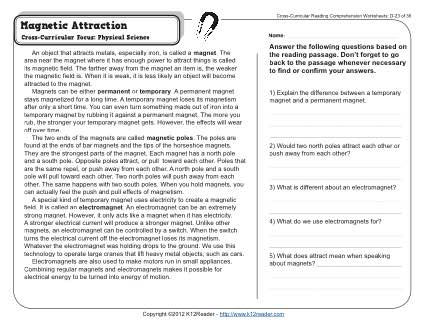 Cross-Curricular Reading Comprehension Worksheets: D-23 of 36
Magnetic Attraction
Cross-Curricular Focus: Physical Science
Name:
An object that attracts metals, especially iron, is called a magnet. The
area near the magnet where it has enough power to attract things is called
its magnetic field. The farther away from the magnet an item is, the weaker
the magnetic field is. When it is weak, it is less likely an object will become
attracted to the magnet.
Magnets can be either permanent or temporary. A permanent magnet
stays magnetized for a long time. A temporary magnet loses its magnetism
after only a short time. You can even turn something made out of iron into a
temporary magnet by rubbing it against a permanent magnet. The more you
rub, the stronger your temporary magnet gets. However, the effects will wear
off over time.
The two ends of the magnet are called magnetic poles. The poles are
found at the ends of bar magnets and the tips of the horseshoe magnets.
They are the strongest parts of the magnet. Each magnet has a north pole
and a south pole. Opposite poles attract, or pull toward each other. Poles that
are the same repel, or push away from each other. A north pole and a south
pole will pull toward each other. Two north poles will push away from each
other. The same happens with two south poles. When you hold magnets, you
can actually feel the push and pull effects of magnetism.
A special kind of temporary magnet uses electricity to create a magnetic
field. It is called an electromagnet. An electromagnet can be an extremely
strong magnet. However, it only acts like a magnet when it has electricity.
A stronger electrical current will produce a stronger magnet. Unlike other
magnets, an electromagnet can be controlled by a switch. When the switch
turns the electrical current off the electromagnet loses its magnetism.
Whatever the electromagnet was holding drops to the ground. We use this
technology to operate large cranes that lift heavy metal objects, such as cars.
Electromagnets are also used to make motors run in small appliances.
Combining regular magnets and electromagnets makes it possible for
electrical energy to be turned into energy of motion.
Answer the following questions based on
the reading passage. Don't forget to go
back to the passage whenever necessary
to find or confirm your answers.
1) Explain the difference between a temporary
magnet and a permanent magnet.
2) Would two north poles attract each other or
push away from each other?
3) What is different about an electromagnet?
4) What do we use electromagnets for?
5) What does attract mean when speaking
about magnets?
Copyright ©2012 K12Reader - http://www.k12reader.com